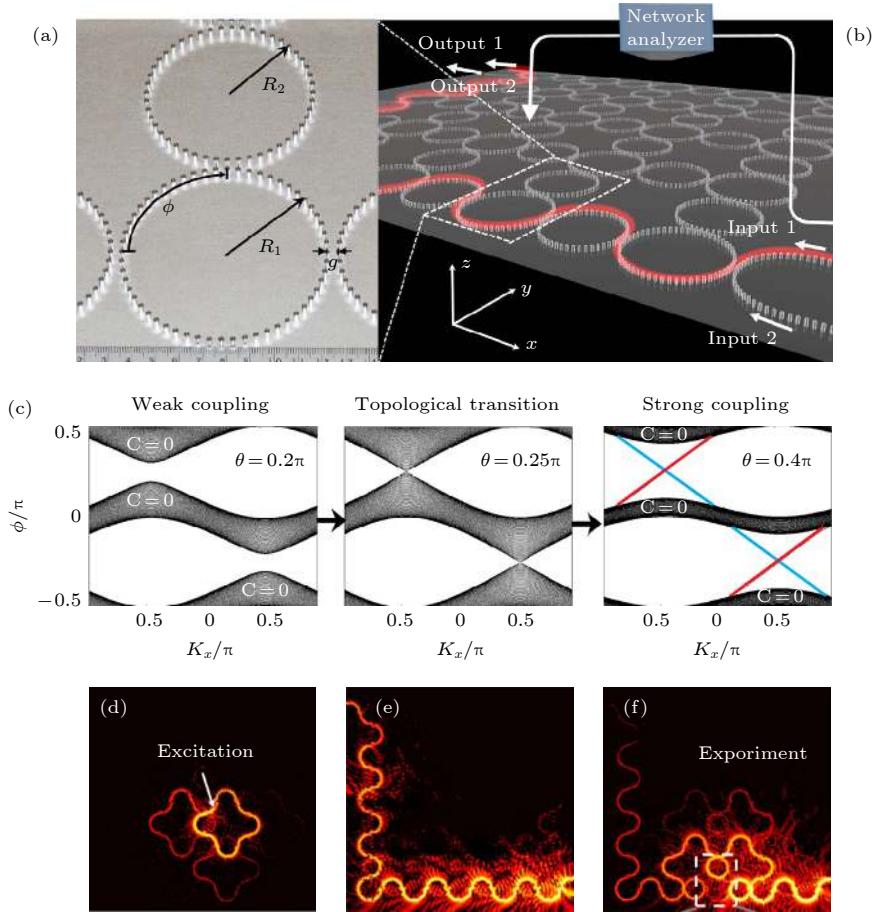 (a)
R₂
ϕ
R₁
g
Network
analyzer
(b)
Output 1
Output 2
Input 1
Input 2
z
y
x
(c)
Weak coupling
Topological transition
Strong coupling
ϕ/π
0.5
0
−0.5
C=0
C=0
C=0
θ=0.2π
θ=0.25π
C=0
C=0
C=0
θ=0.4π
0.5 0 0.5
0.5 0 0.5
0.5 0 0.5
Kₓ/π
Kₓ/π
Kₓ/π
(d)
Excitation
(e)
(f)
Exporiment